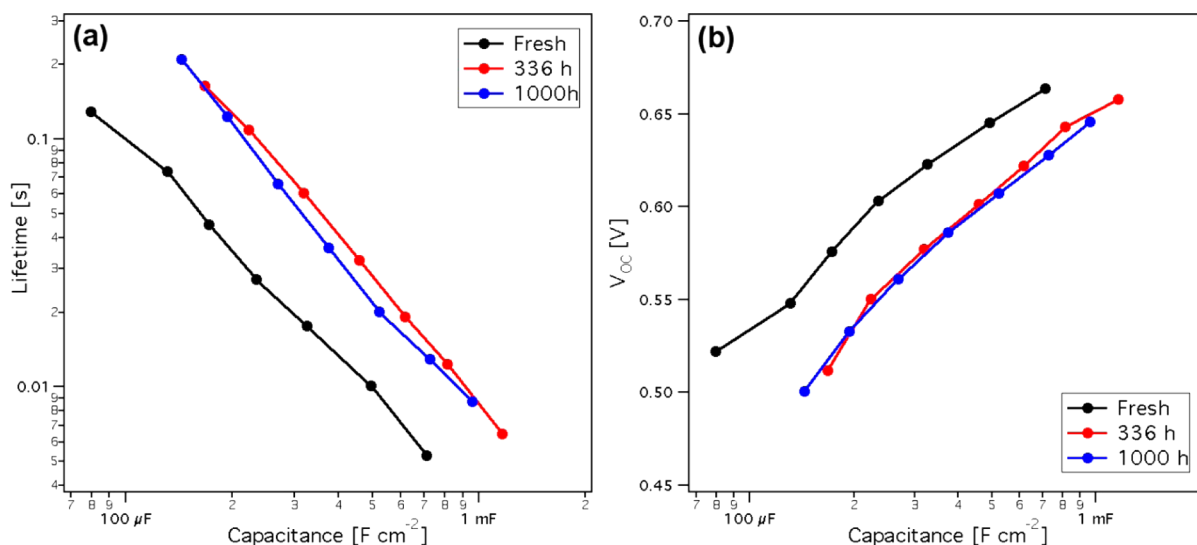 (a)
Fresh
336 h
1000h
Lifetime [s]
3
2
0.1
9
8
7
6
5
4
3
2
0.01
9
8
7
6
5
4
7 8 9 2 3 4 5 6 7 8 9 2
100 µF 1 mF
Capacitance [F cm⁻²]
(b)
V_OC [V]
0.70
0.65
0.60
0.55
0.50
0.45
Fresh
336 h
1000 h
7 8 9 2 3 4 5 6 7 8 9
100 µF 1 mF
Capacitance [F cm⁻²]